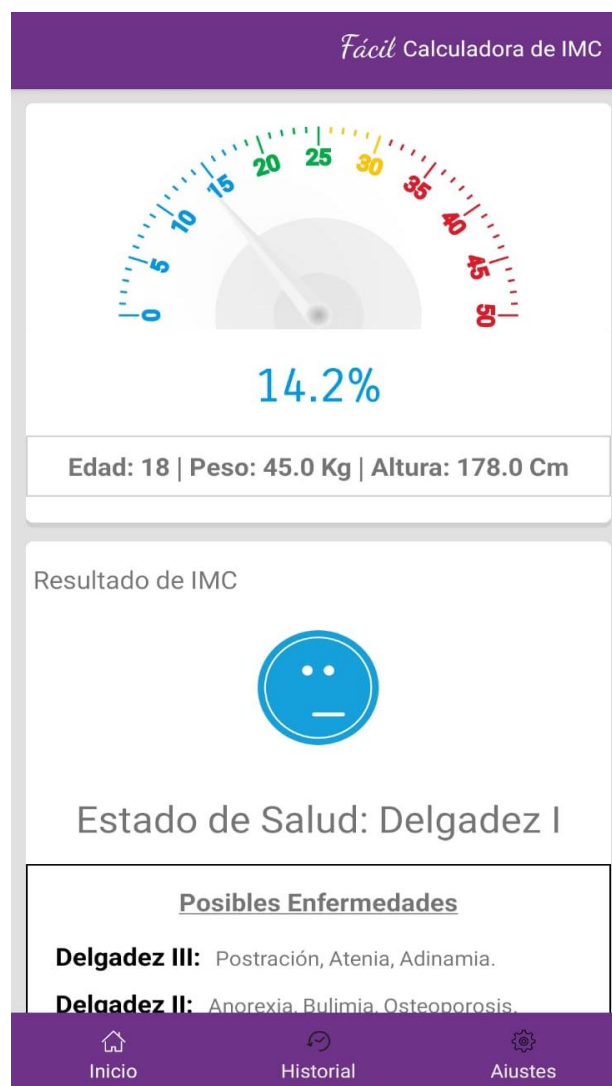 Fácil Calculadora de IMC
0
5
10
15
20
25
30
35
40
45
50
14.2%
Edad: 18 | Peso: 45.0 Kg | Altura: 178.0 Cm
Resultado de IMC
Estado de Salud: Delgadez I
Posibles Enfermedades
Delgadez III: Postración, Atenia, Adinamia.
Delgadez II: Anorexia, Bulimia, Osteoporosis.
Inicio Historial Ajustes